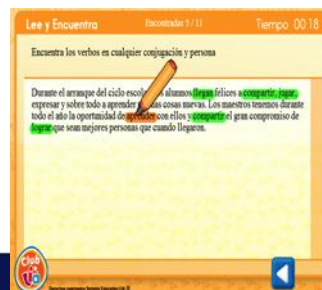 Lee y Encuentra
Encontradas 5 / 11
Tiempo 00:18
Encuentra los verbos en cualquier conjugación y persona
Durante el arranque del ciclo alumnos llegan felices a compartir, jugar,
expresar y sobre todo a aprender cosas nuevas. Los maestros tenemos durante
todo el año la oportunidad de aprender con ellos y compartir el gran compromiso de
lograr que sean mejores personas que cuando llegaron.
Club